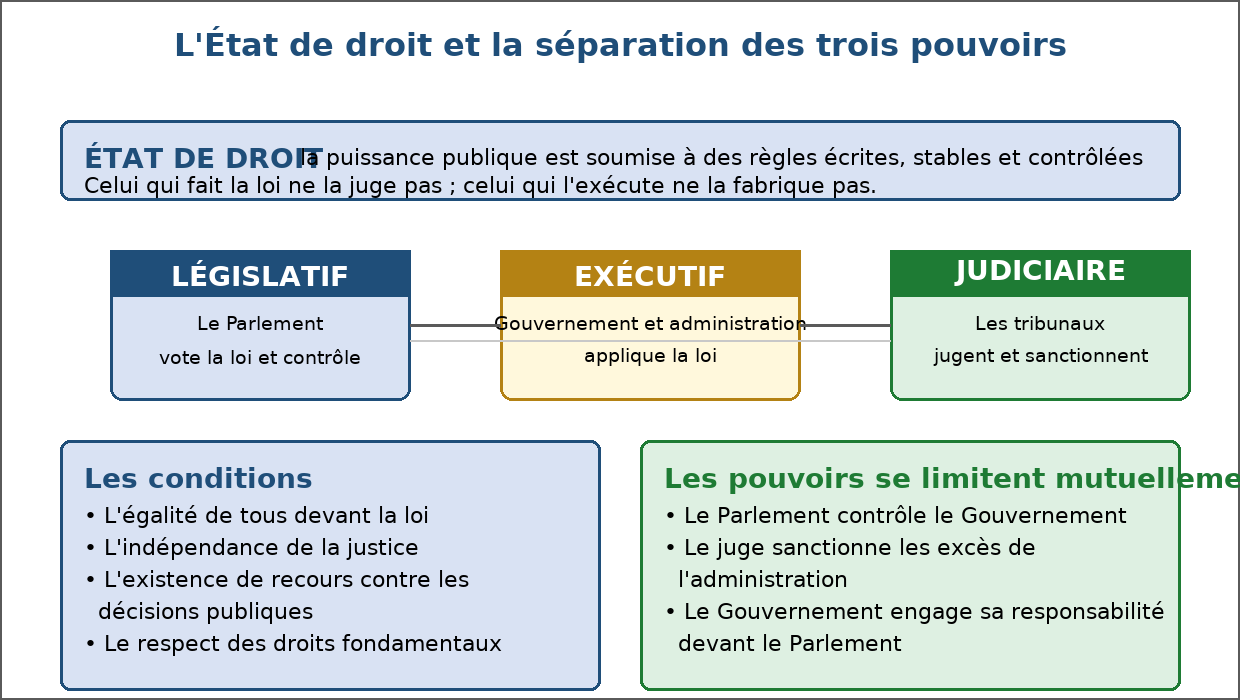 L'État de droit et la séparation des trois pouvoirs
ÉTAT DE DROIT la puissance publique est soumise à des règles écrites, stables et contrôlées
Celui qui fait la loi ne la juge pas ; celui qui l'exécute ne la fabrique pas.
LÉGISLATIF
Le Parlement
vote la loi et contrôle
EXÉCUTIF
Gouvernement et administration
applique la loi
JUDICIAIRE
Les tribunaux
jugent et sanctionnent
Les conditions
• L'égalité de tous devant la loi
• L'indépendance de la justice
• L'existence de recours contre les
décisions publiques
• Le respect des droits fondamentaux
Les pouvoirs se limitent mutuelleme
• Le Parlement contrôle le Gouvernement
• Le juge sanctionne les excès de
l'administration
• Le Gouvernement engage sa responsabilité
devant le Parlement